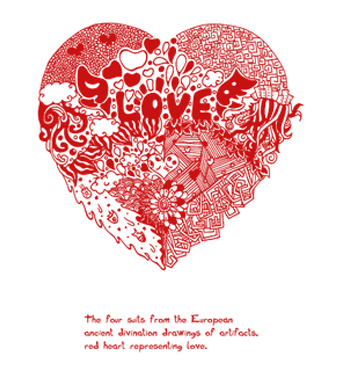 LOVE
The four suits from the European
ancient divination drawings of artifacts.
red heart representing love.